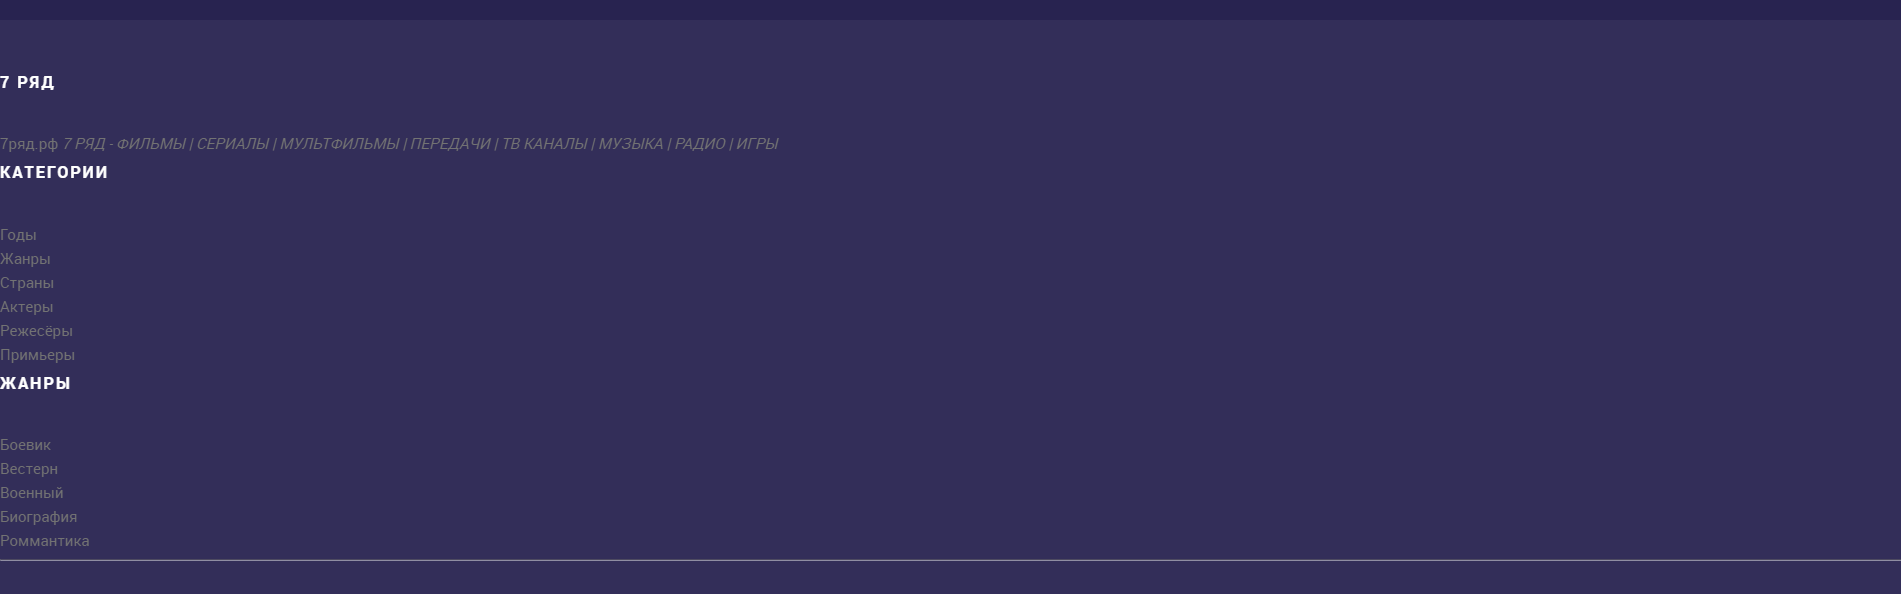 7 РЯД
7ряд.рф 7 РЯД - ФИЛЬМЫ | СЕРИАЛЫ | МУЛЬТФИЛЬМЫ | ПЕРЕДАЧИ | ТВ КАНАЛЫ | МУЗЫКА | РАДИО | ИГРЫ
КАТЕГОРИИ
Годы
Жанры
Страны
Актеры
Режесёры
Примьеры
ЖАНРЫ
Боевик
Вестерн
Военный
Биография
Роммантика